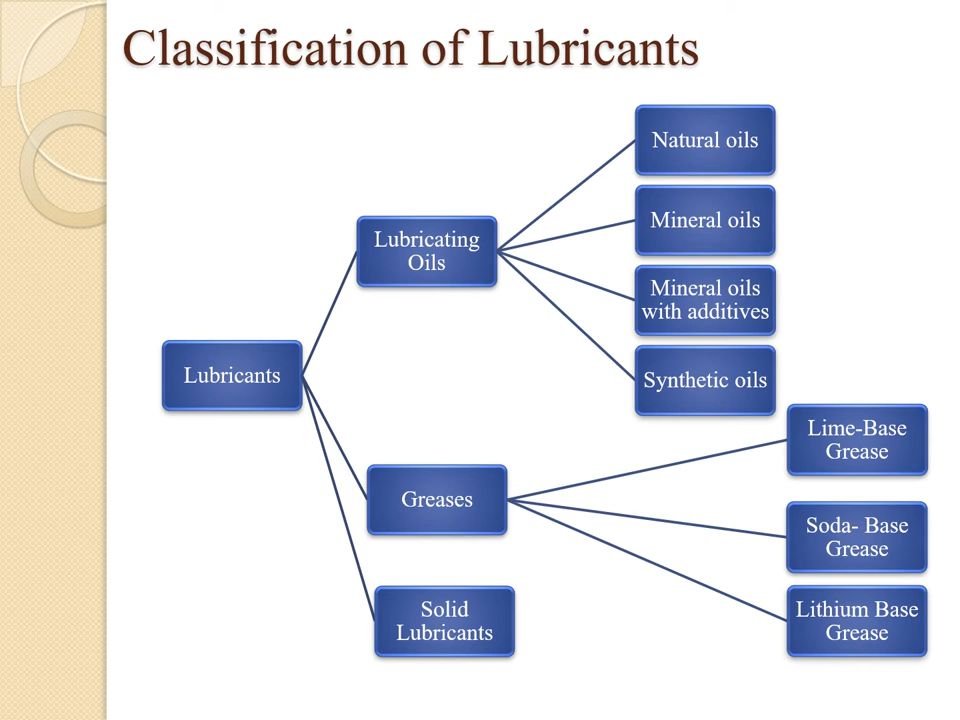 Classification of Lubricants
Natural oils
Mineral oils
Lubricating
Oils
Mineral oils
with additives
Lubricants
Synthetic oils
Lime-Base
Grease
Greases
Soda- Base
Grease
Solid
Lubricants
Lithium Base
Grease